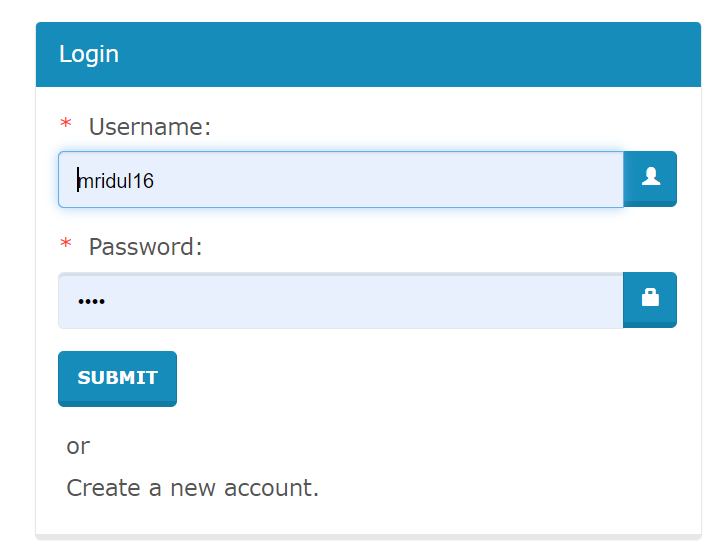 Login
* Username:
mridul16
* Password:
••••
SUBMIT
or
Create a new account.